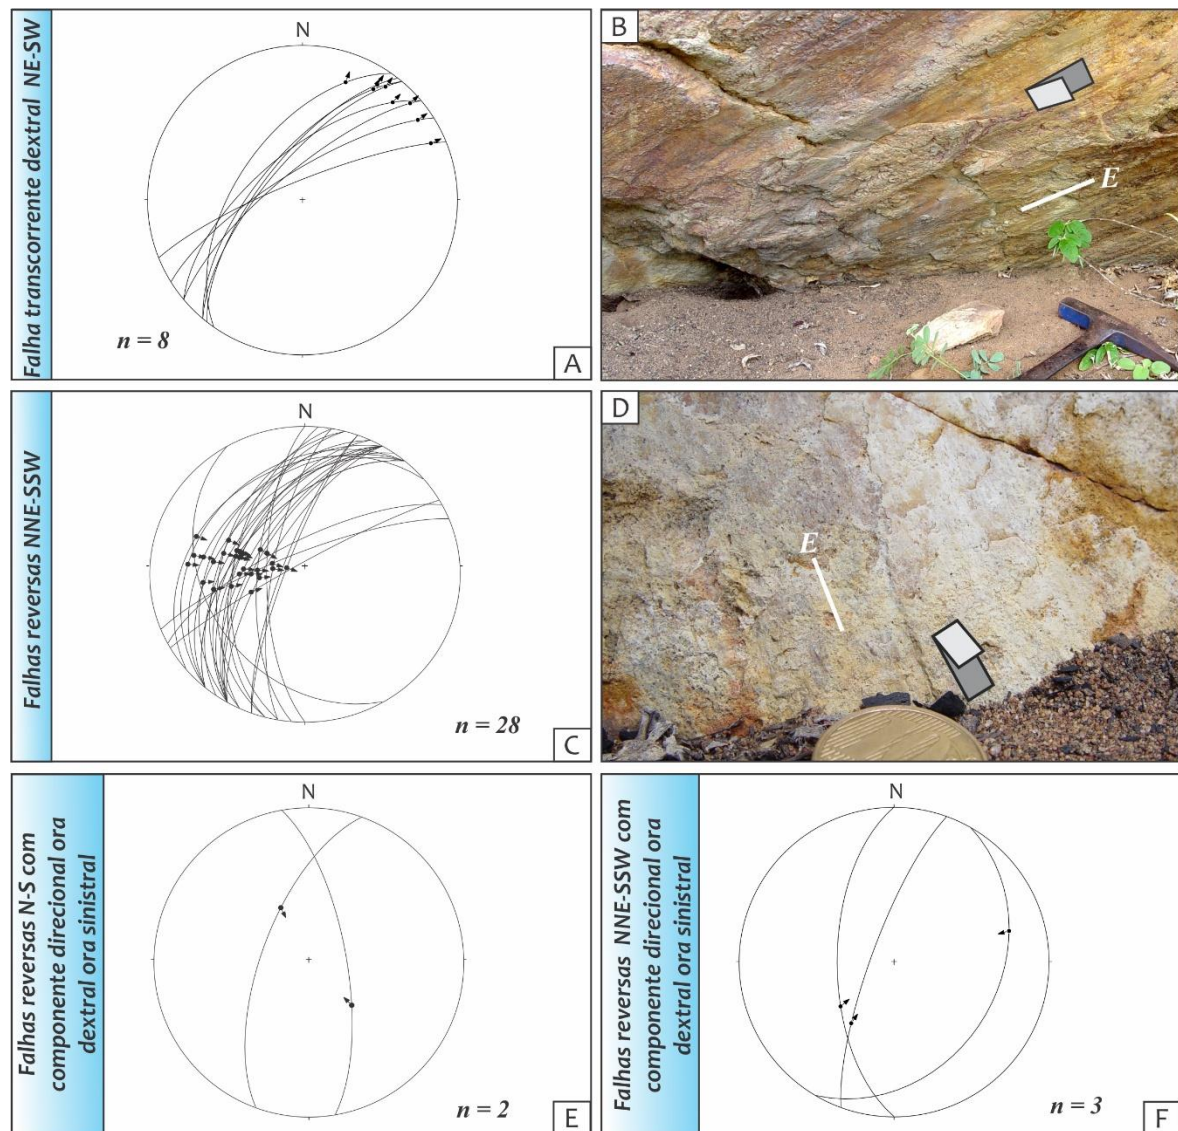 Falha transcorrente dextral NE-SW
N
n = 8
A
B
E
Falhas reversas NNE-SSW
N
n = 28
C
D
E
Falhas reversas N-S com
componente direcional ora
dextral ora sinistral
N
n = 2
E
Falhas reversas NNE-SSW com
componente direcional ora
dextral ora sinistral
N
n = 3
F